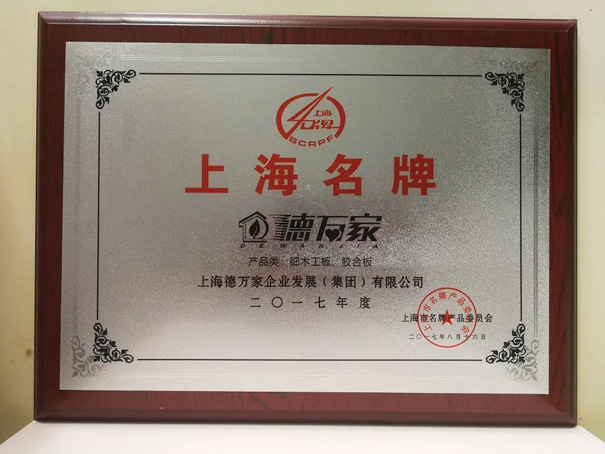 上海
名牌
SCRPF
上海名牌
德万家
DEWANJIA
产品类：细木工板、胶合板
上海德万家企业发展（集团）有限公司
二〇一七年度
上海市名牌产品委员会
上海市名牌产品委员会
二〇一七年八月十六日